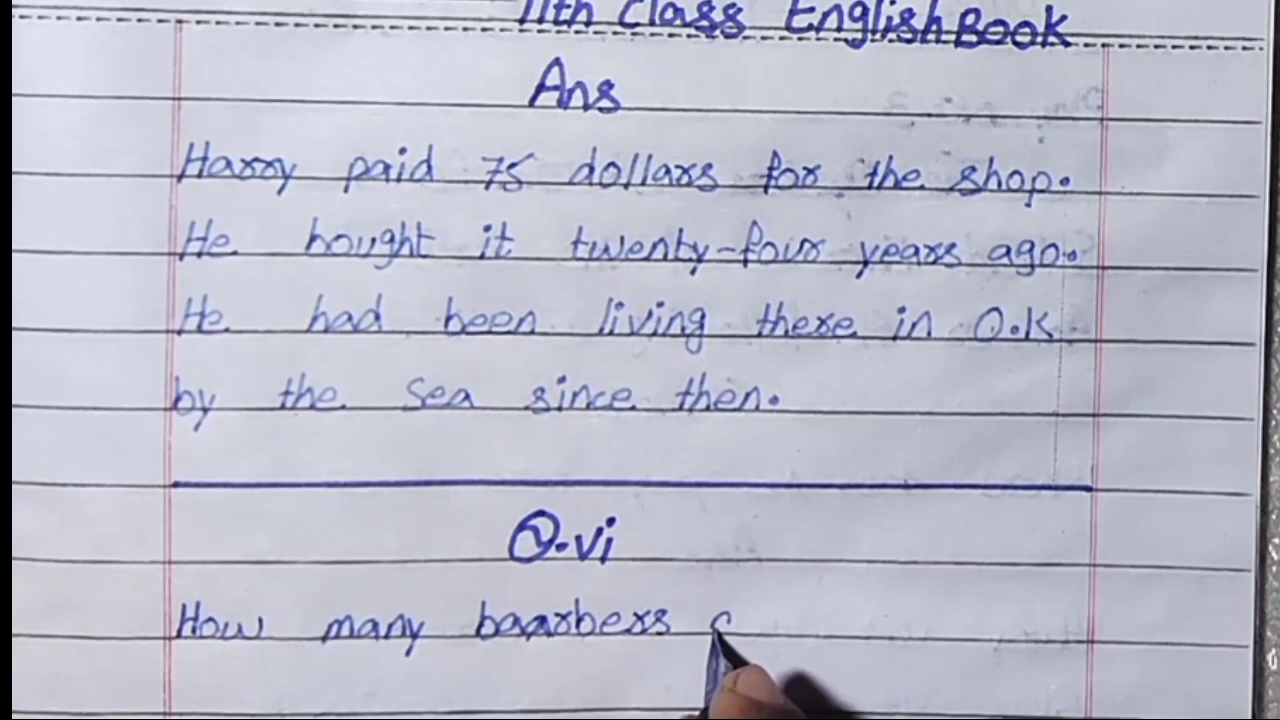 11th Class English Book
Ans
Harry paid 75 dollars for the shop.
He bought it twenty-four years ago.
He had been living there in O.K
by the Sea since then.
Q.vi
How many baarbers